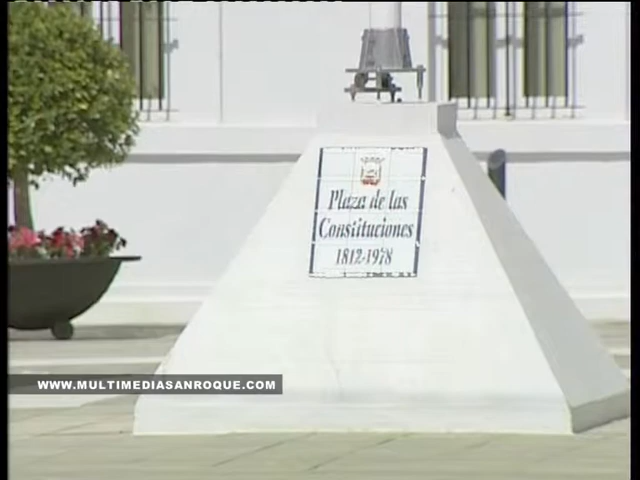 Plaza de las
Constituciones
1812-1978
WWW.MULTIMEDIASANROQUE.COM